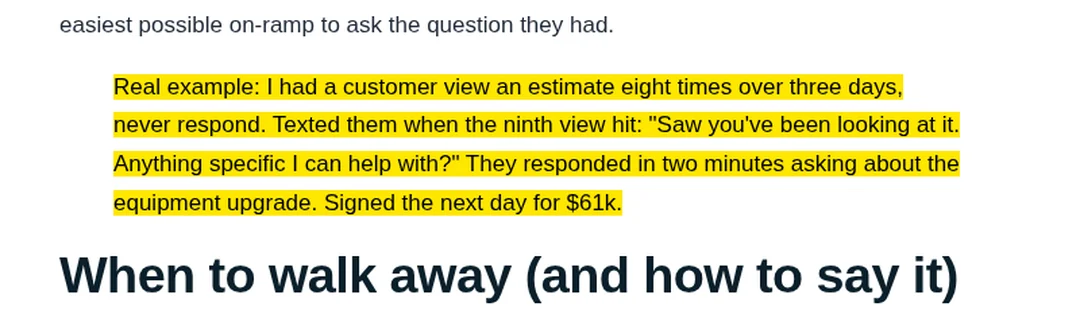 easiest possible on-ramp to ask the question they had.
Real example: I had a customer view an estimate eight times over three days,
never respond. Texted them when the ninth view hit: "Saw you've been looking at it.
Anything specific I can help with?" They responded in two minutes asking about the
equipment upgrade. Signed the next day for $61k.
When to walk away (and how to say it)